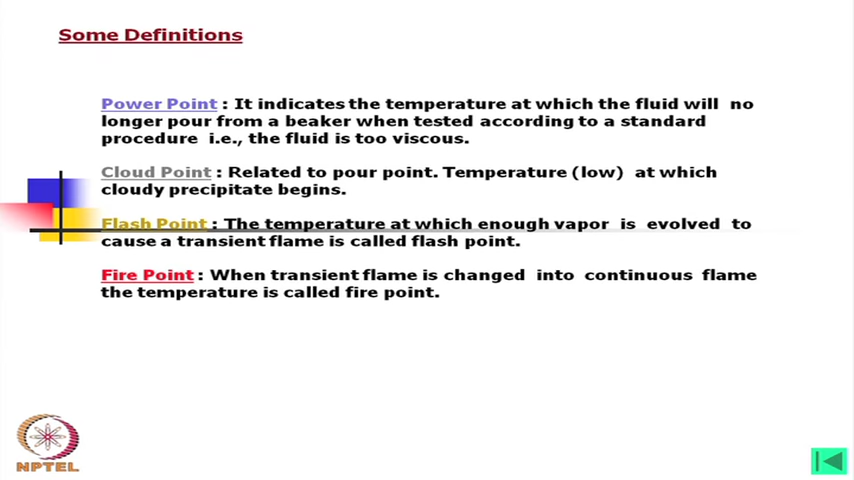 Some Definitions
Power Point : It indicates the temperature at which the fluid will no
longer pour from a beaker when tested according to a standard
procedure i.e., the fluid is too viscous.
Cloud Point : Related to pour point. Temperature (low) at which
cloudy precipitate begins.
Flash Point : The temperature at which enough vapor is evolved to
cause a transient flame is called flash point.
Fire Point : When transient flame is changed into continuous flame
the temperature is called fire point.
NPTEL